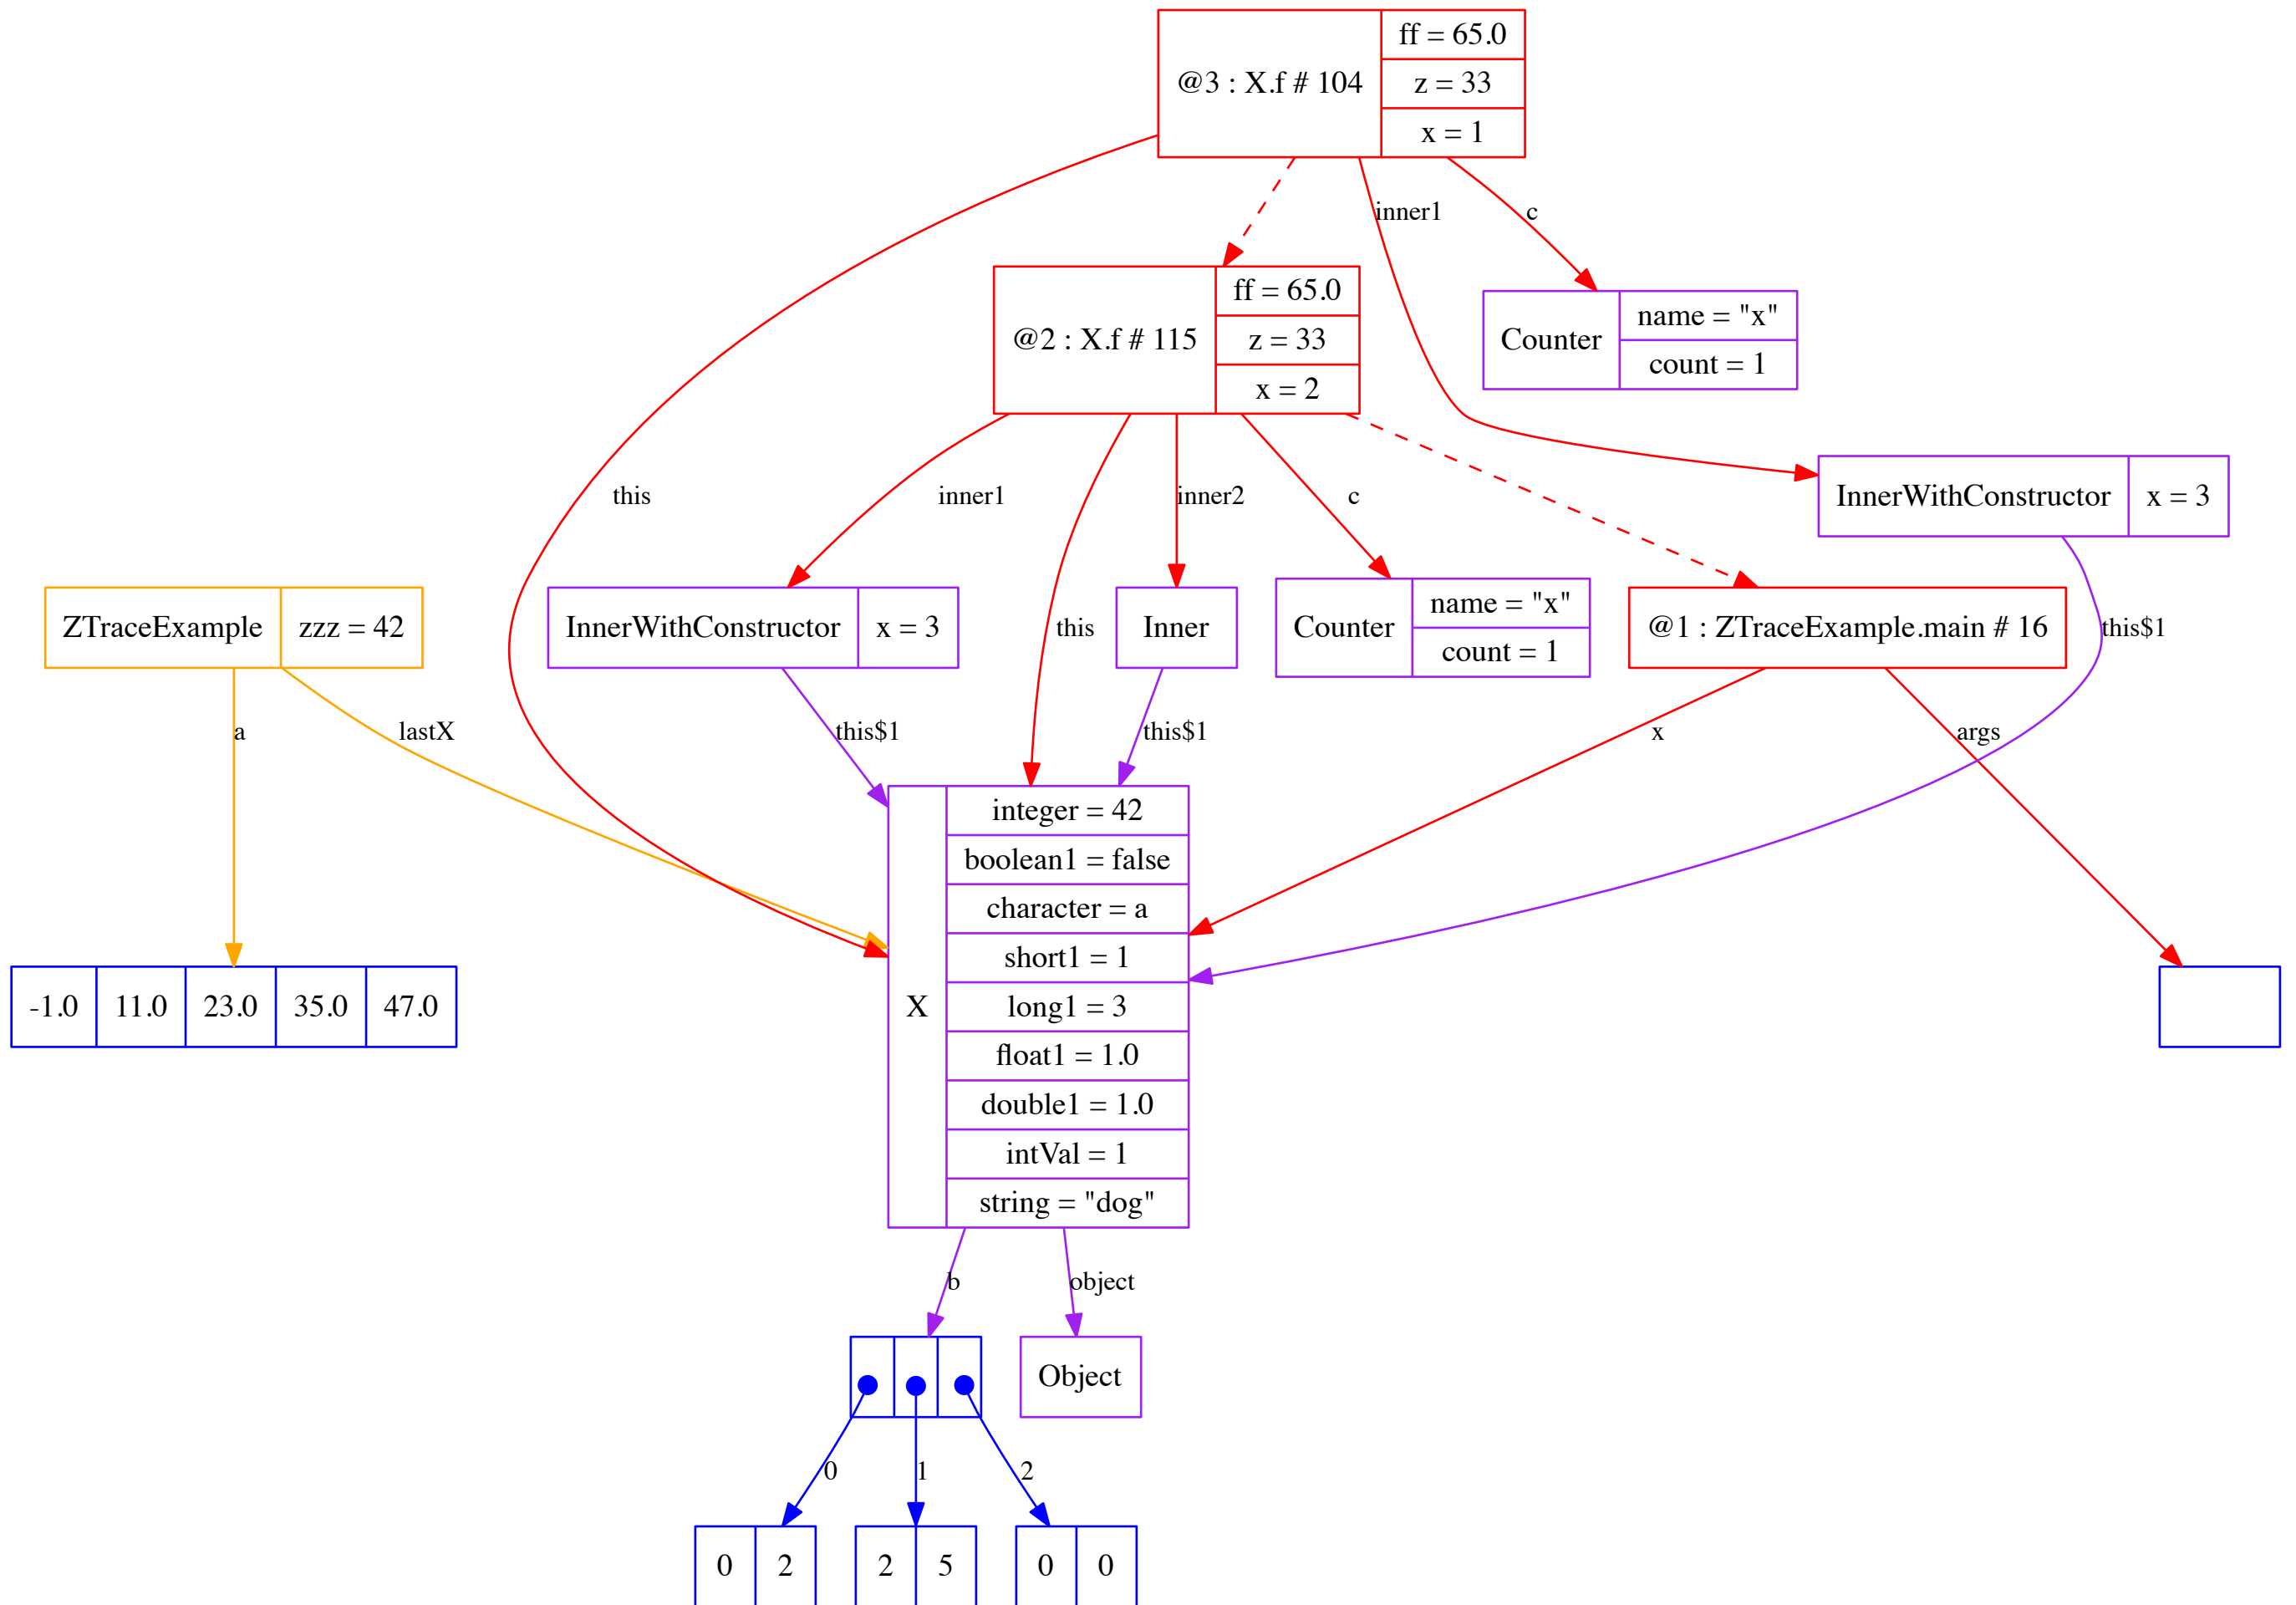 @3 : X.f # 104
ff = 65.0
z = 33
x = 1
inner1
c
@2 : X.f # 115
ff = 65.0
z = 33
x = 2
Counter
name = "x"
count = 1
this
inner1
inner2
c
InnerWithConstructor
x = 3
ZTraceExample
zzz = 42
InnerWithConstructor
x = 3
this
Inner
Counter
name = "x"
count = 1
@1 : ZTraceExample.main # 16
this$1
a
lastX
this$1
this$1
x
args
-1.0
11.0
23.0
35.0
47.0
X
integer = 42
boolean1 = false
character = a
short1 = 1
long1 = 3
float1 = 1.0
double1 = 1.0
intVal = 1
string = "dog"
b
object
Object
0
1
2
0
2
2
5
0
0